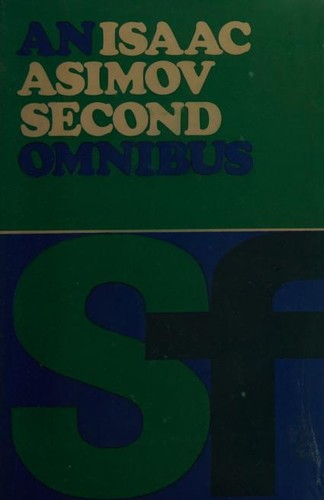 AN ISAAC
ASIMOV
SECOND
OMNIBUS
Sf